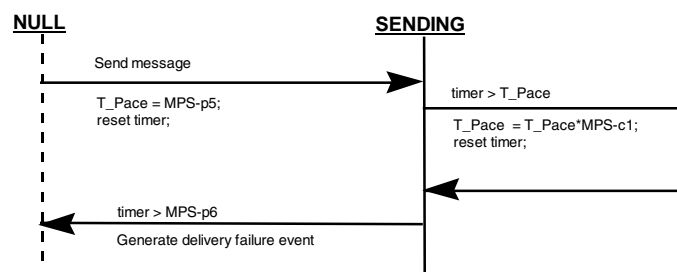 NULL
SENDING
Send message
T_Pace = MPS-p5;
reset timer;
timer > T_Pace
T_Pace = T_Pace*MPS-c1;
reset timer;
timer > MPS-p6
Generate delivery failure event